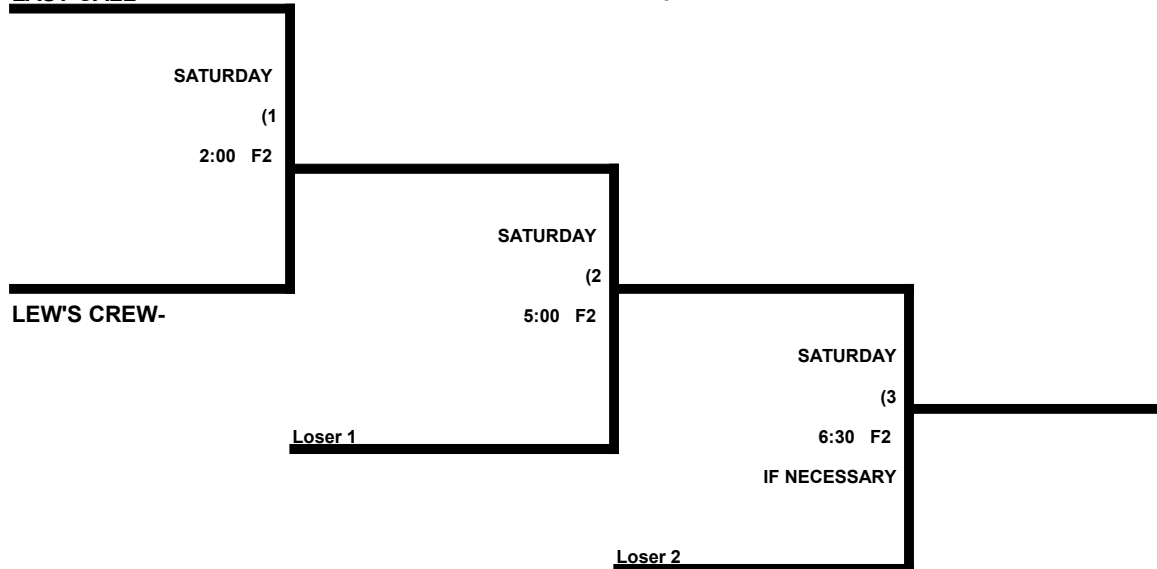 SATURDAY
(1
2:00 F2
LEW'S CREW-
SATURDAY
(2
5:00 F2
Loser 1
SATURDAY
(3
6:30 F2
IF NECESSARY
Loser 2